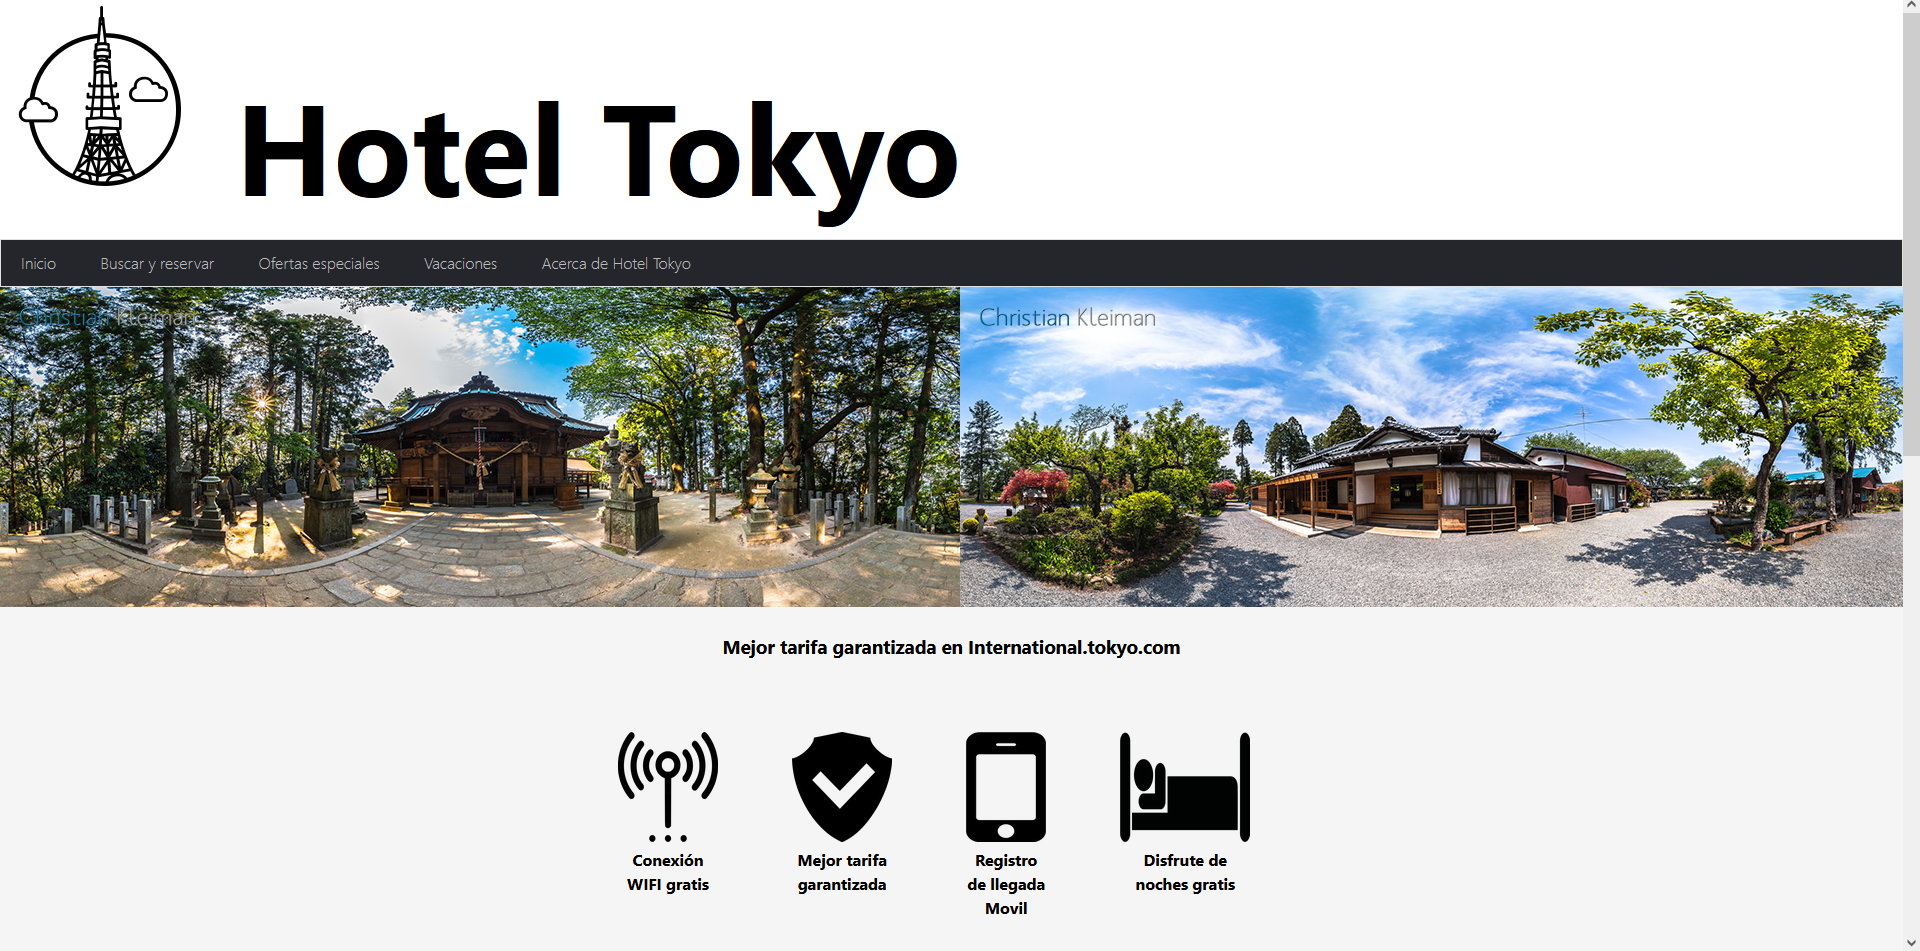 Hotel Tokyo
Inicio Buscar y reservar Ofertas especiales Vacaciones Acerca de Hotel Tokyo
Christian Kleiman
Christian Kleiman
Mejor tarifa garantizada en International.tokyo.com
Conexión
WIFI gratis
Mejor tarifa
garantizada
Registro
de llegada
Movil
Disfrute de
noches gratis